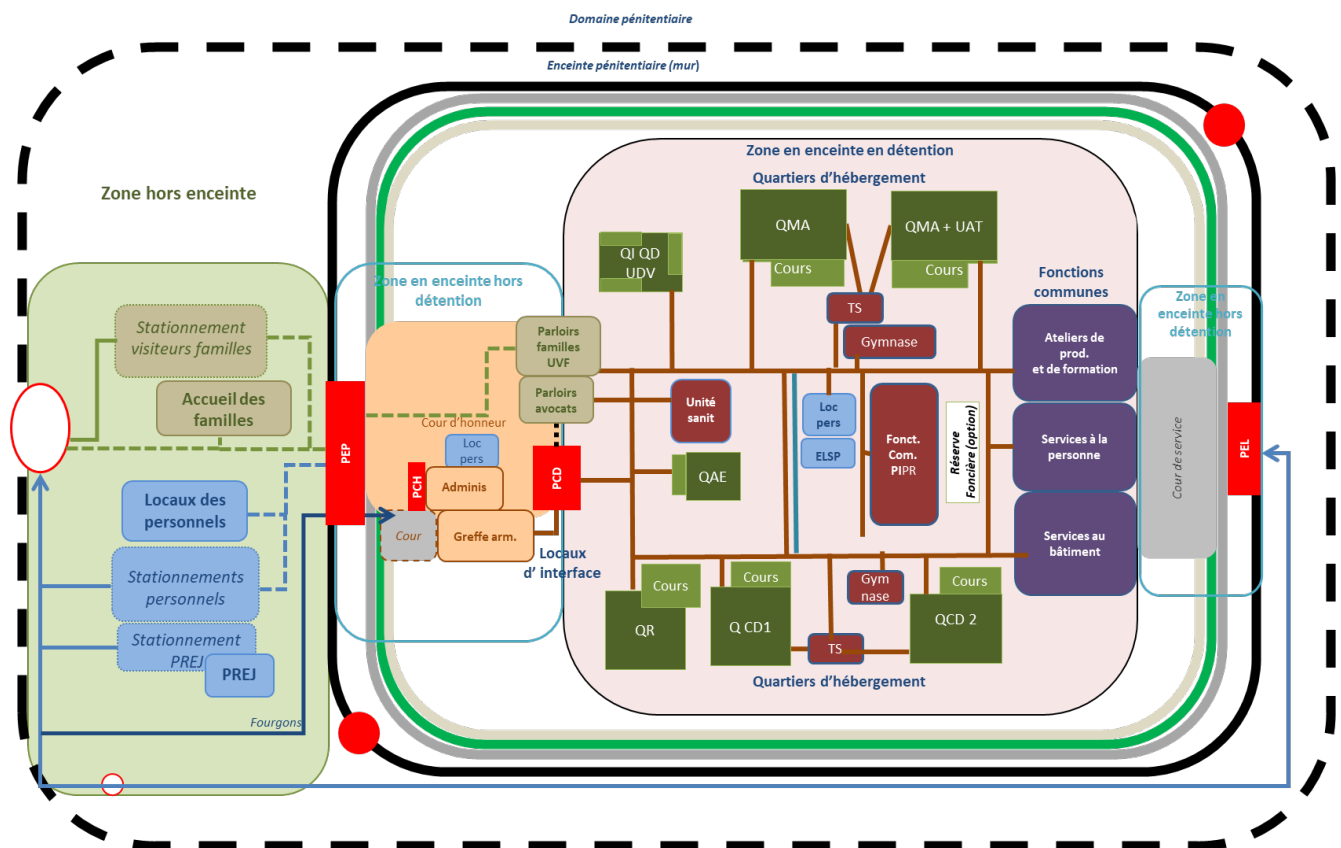 Domaine pénitentiaire
Enceinte pénitentiaire (mur)
Zone hors enceinte
Stationnement
visiteurs familles
Accueil des
familles
Locaux des
personnels
Stationnements
personnels
Stationnement
PREJ
PREJ
Fourgons
PEP
Zone en enceinte hors
détention
Cour d'honneur
Loc
pers
PCH
Adminis
Cour
Greffe arm.
PCD
Locaux
d' interface
Parloirs
familles
UVF
Parloirs
avocats
Zone en enceinte en détention
Quartiers d'hébergement
QI QD
UDV
QMA
Cours
QMA + UAT
Cours
TS
Gymnase
Unité
sanit
QAE
Loc
pers
ELSP
Fonct.
Com.
PIPR
Réserve
Foncière (option)
Fonctions
communes
Ateliers de
prod.
et de formation
Services à la
personne
Services au
bâtiment
Cours
QR
Cours
Q CD1
TS
Gym
nase
Cours
QCD 2
Quartiers d'hébergement
Zone en
enceinte hors
détention
Cour de service
PEL